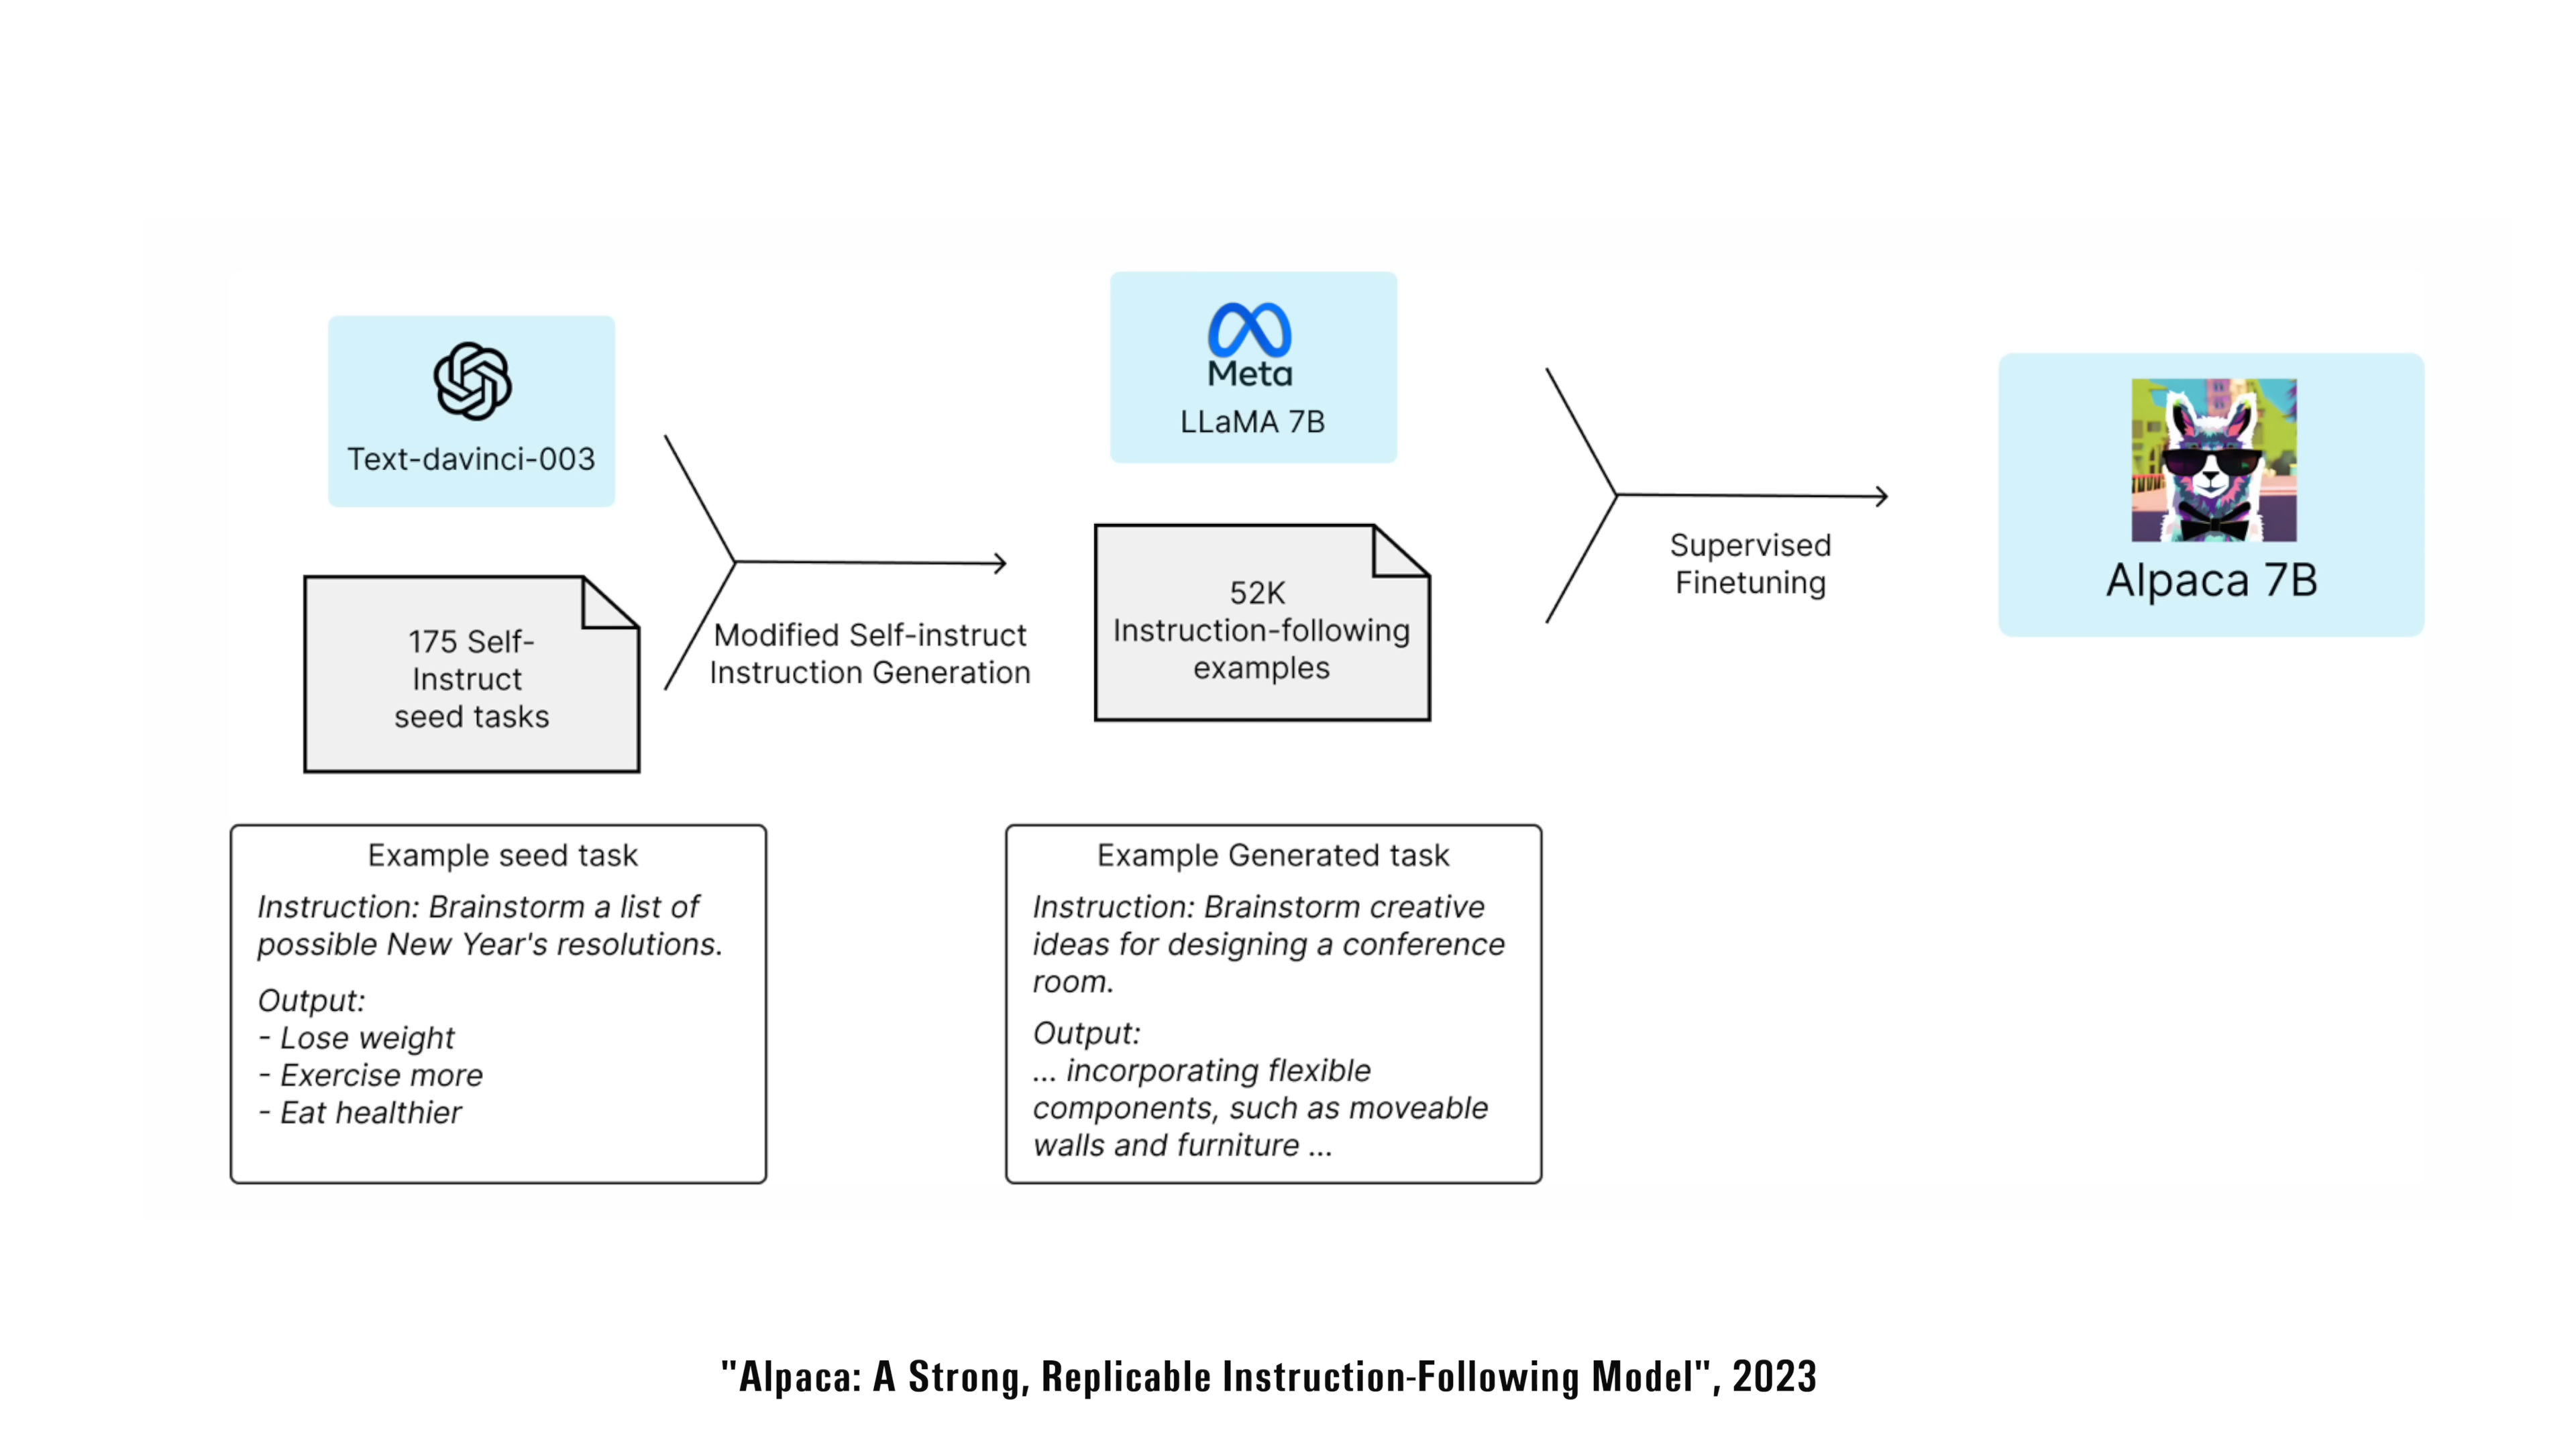 Text-davinci-003
175 Self-
Instruct
seed tasks
Modified Self-instruct
Instruction Generation
Meta
LLaMA 7B
52K
Instruction-following
examples
Supervised
Finetuning
Alpaca 7B
Example seed task
Instruction: Brainstorm a list of
possible New Year's resolutions.
Output:
- Lose weight
- Exercise more
- Eat healthier
Example Generated task
Instruction: Brainstorm creative
ideas for designing a conference
room.
Output:
... incorporating flexible
components, such as moveable
walls and furniture ...
"Alpaca: A Strong, Replicable Instruction-Following Model", 2023